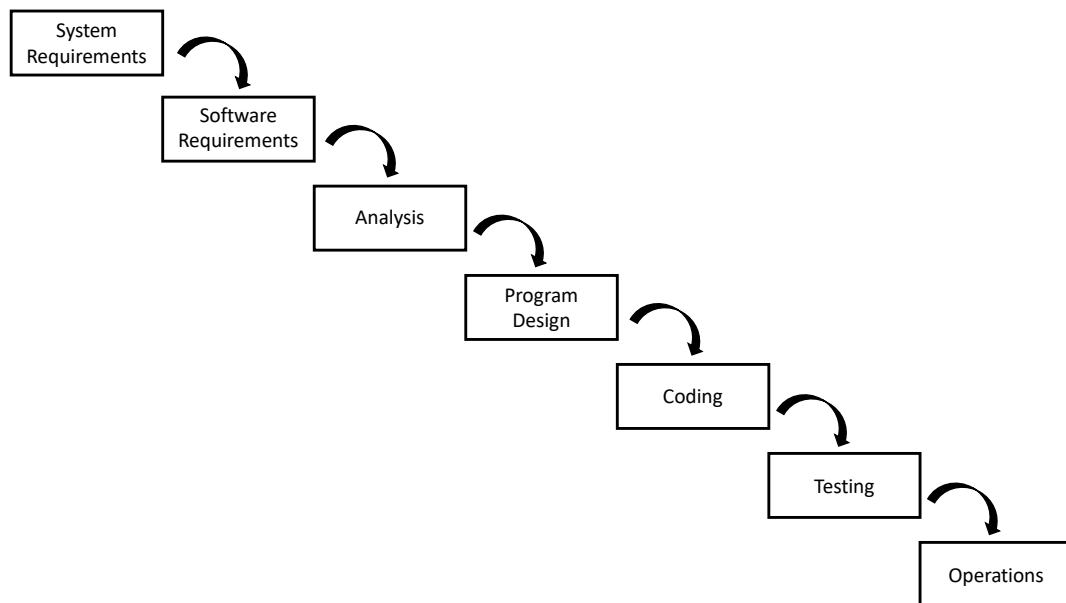 System
Requirements
Software
Requirements
Analysis
Program
Design
Coding
Testing
Operations